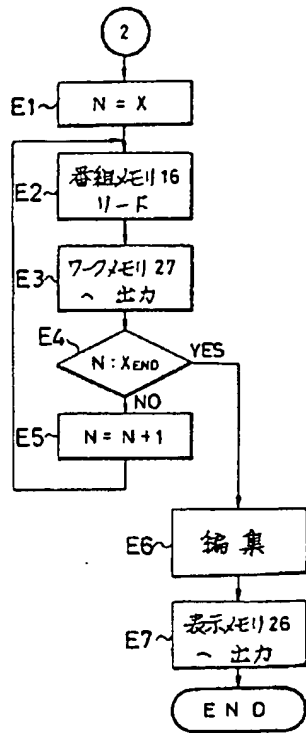 2
E1 N = X
E2 番組メモリ16
リード
E3 ワークメモリ27
へ 出力
E4 N : XEND YES
NO
E5 N = N+1
E6 編集
E7 表示メモリ26
へ 出力
END